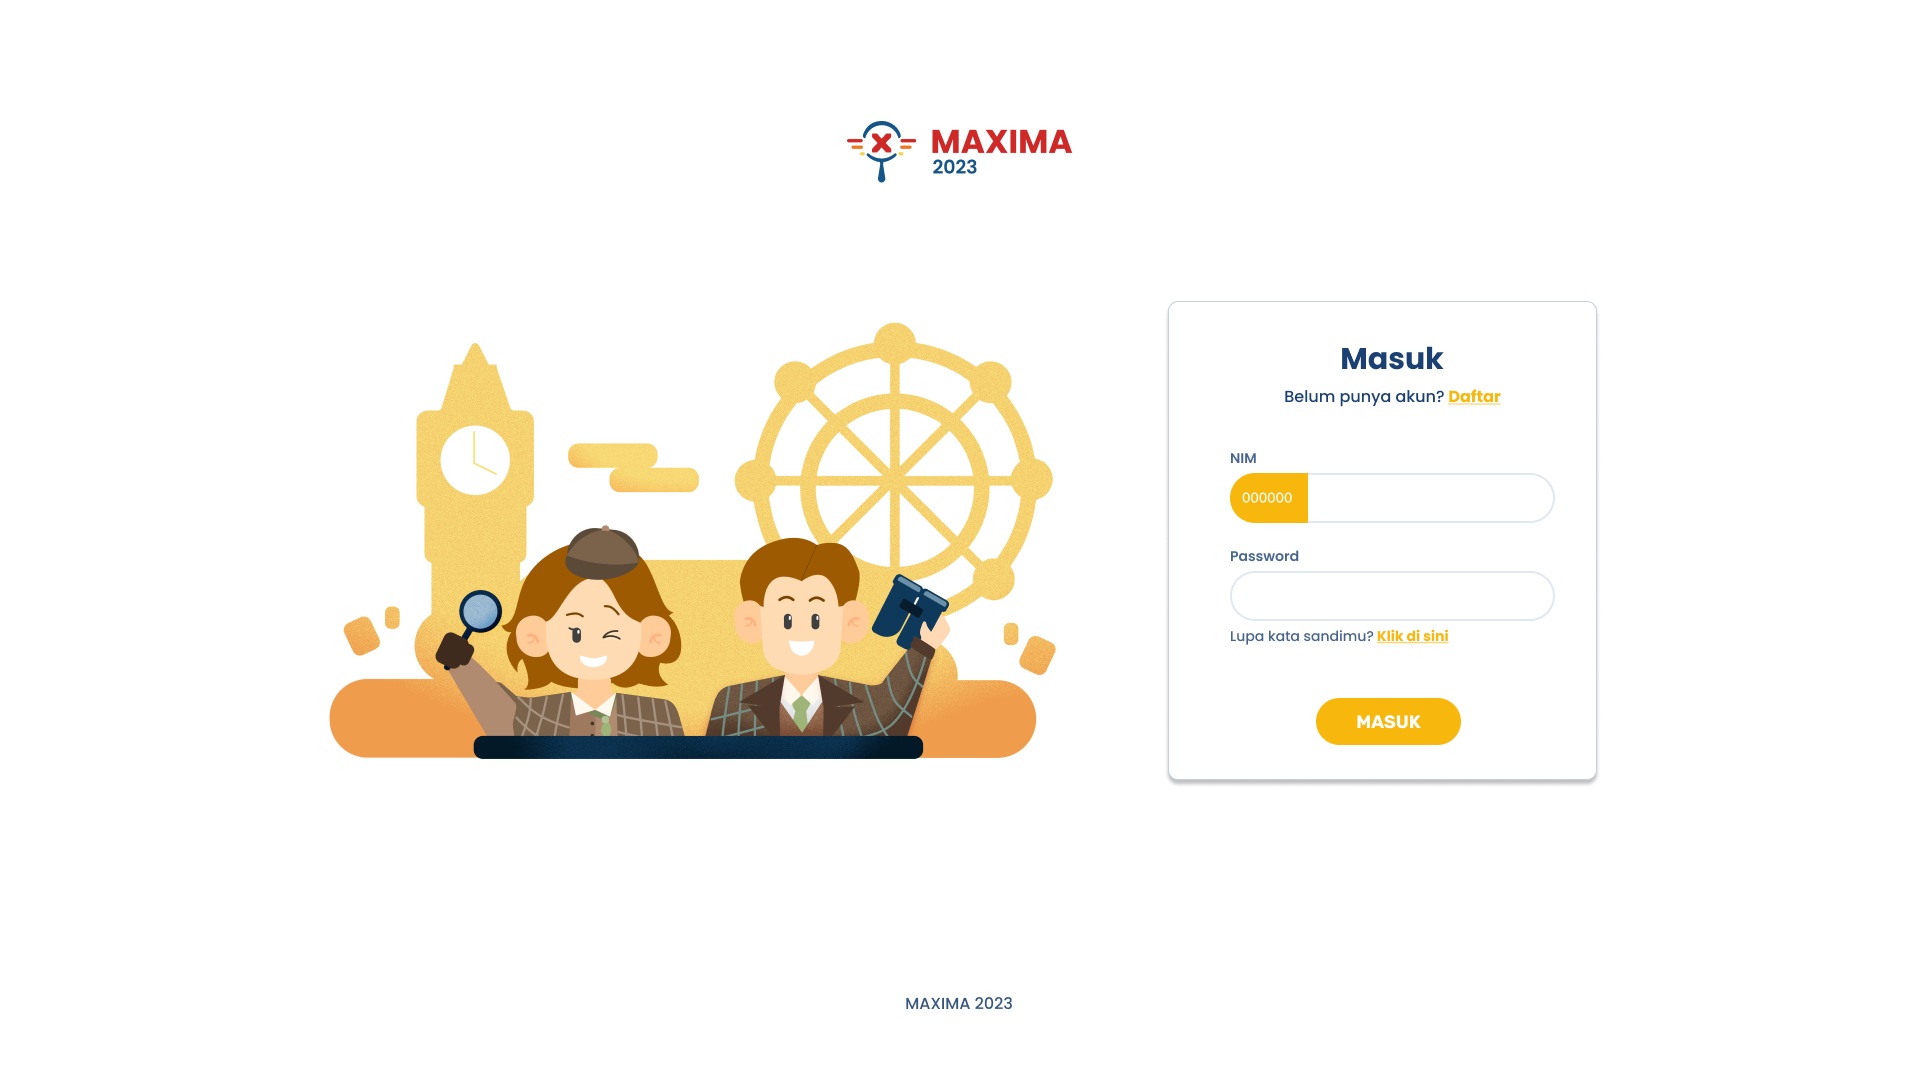 MAXIMA
2023
Masuk
Belum punya akun? Daftar
NIM
000000
Password
Lupa kata sandimu? Klik di sini
MASUK
MAXIMA 2023